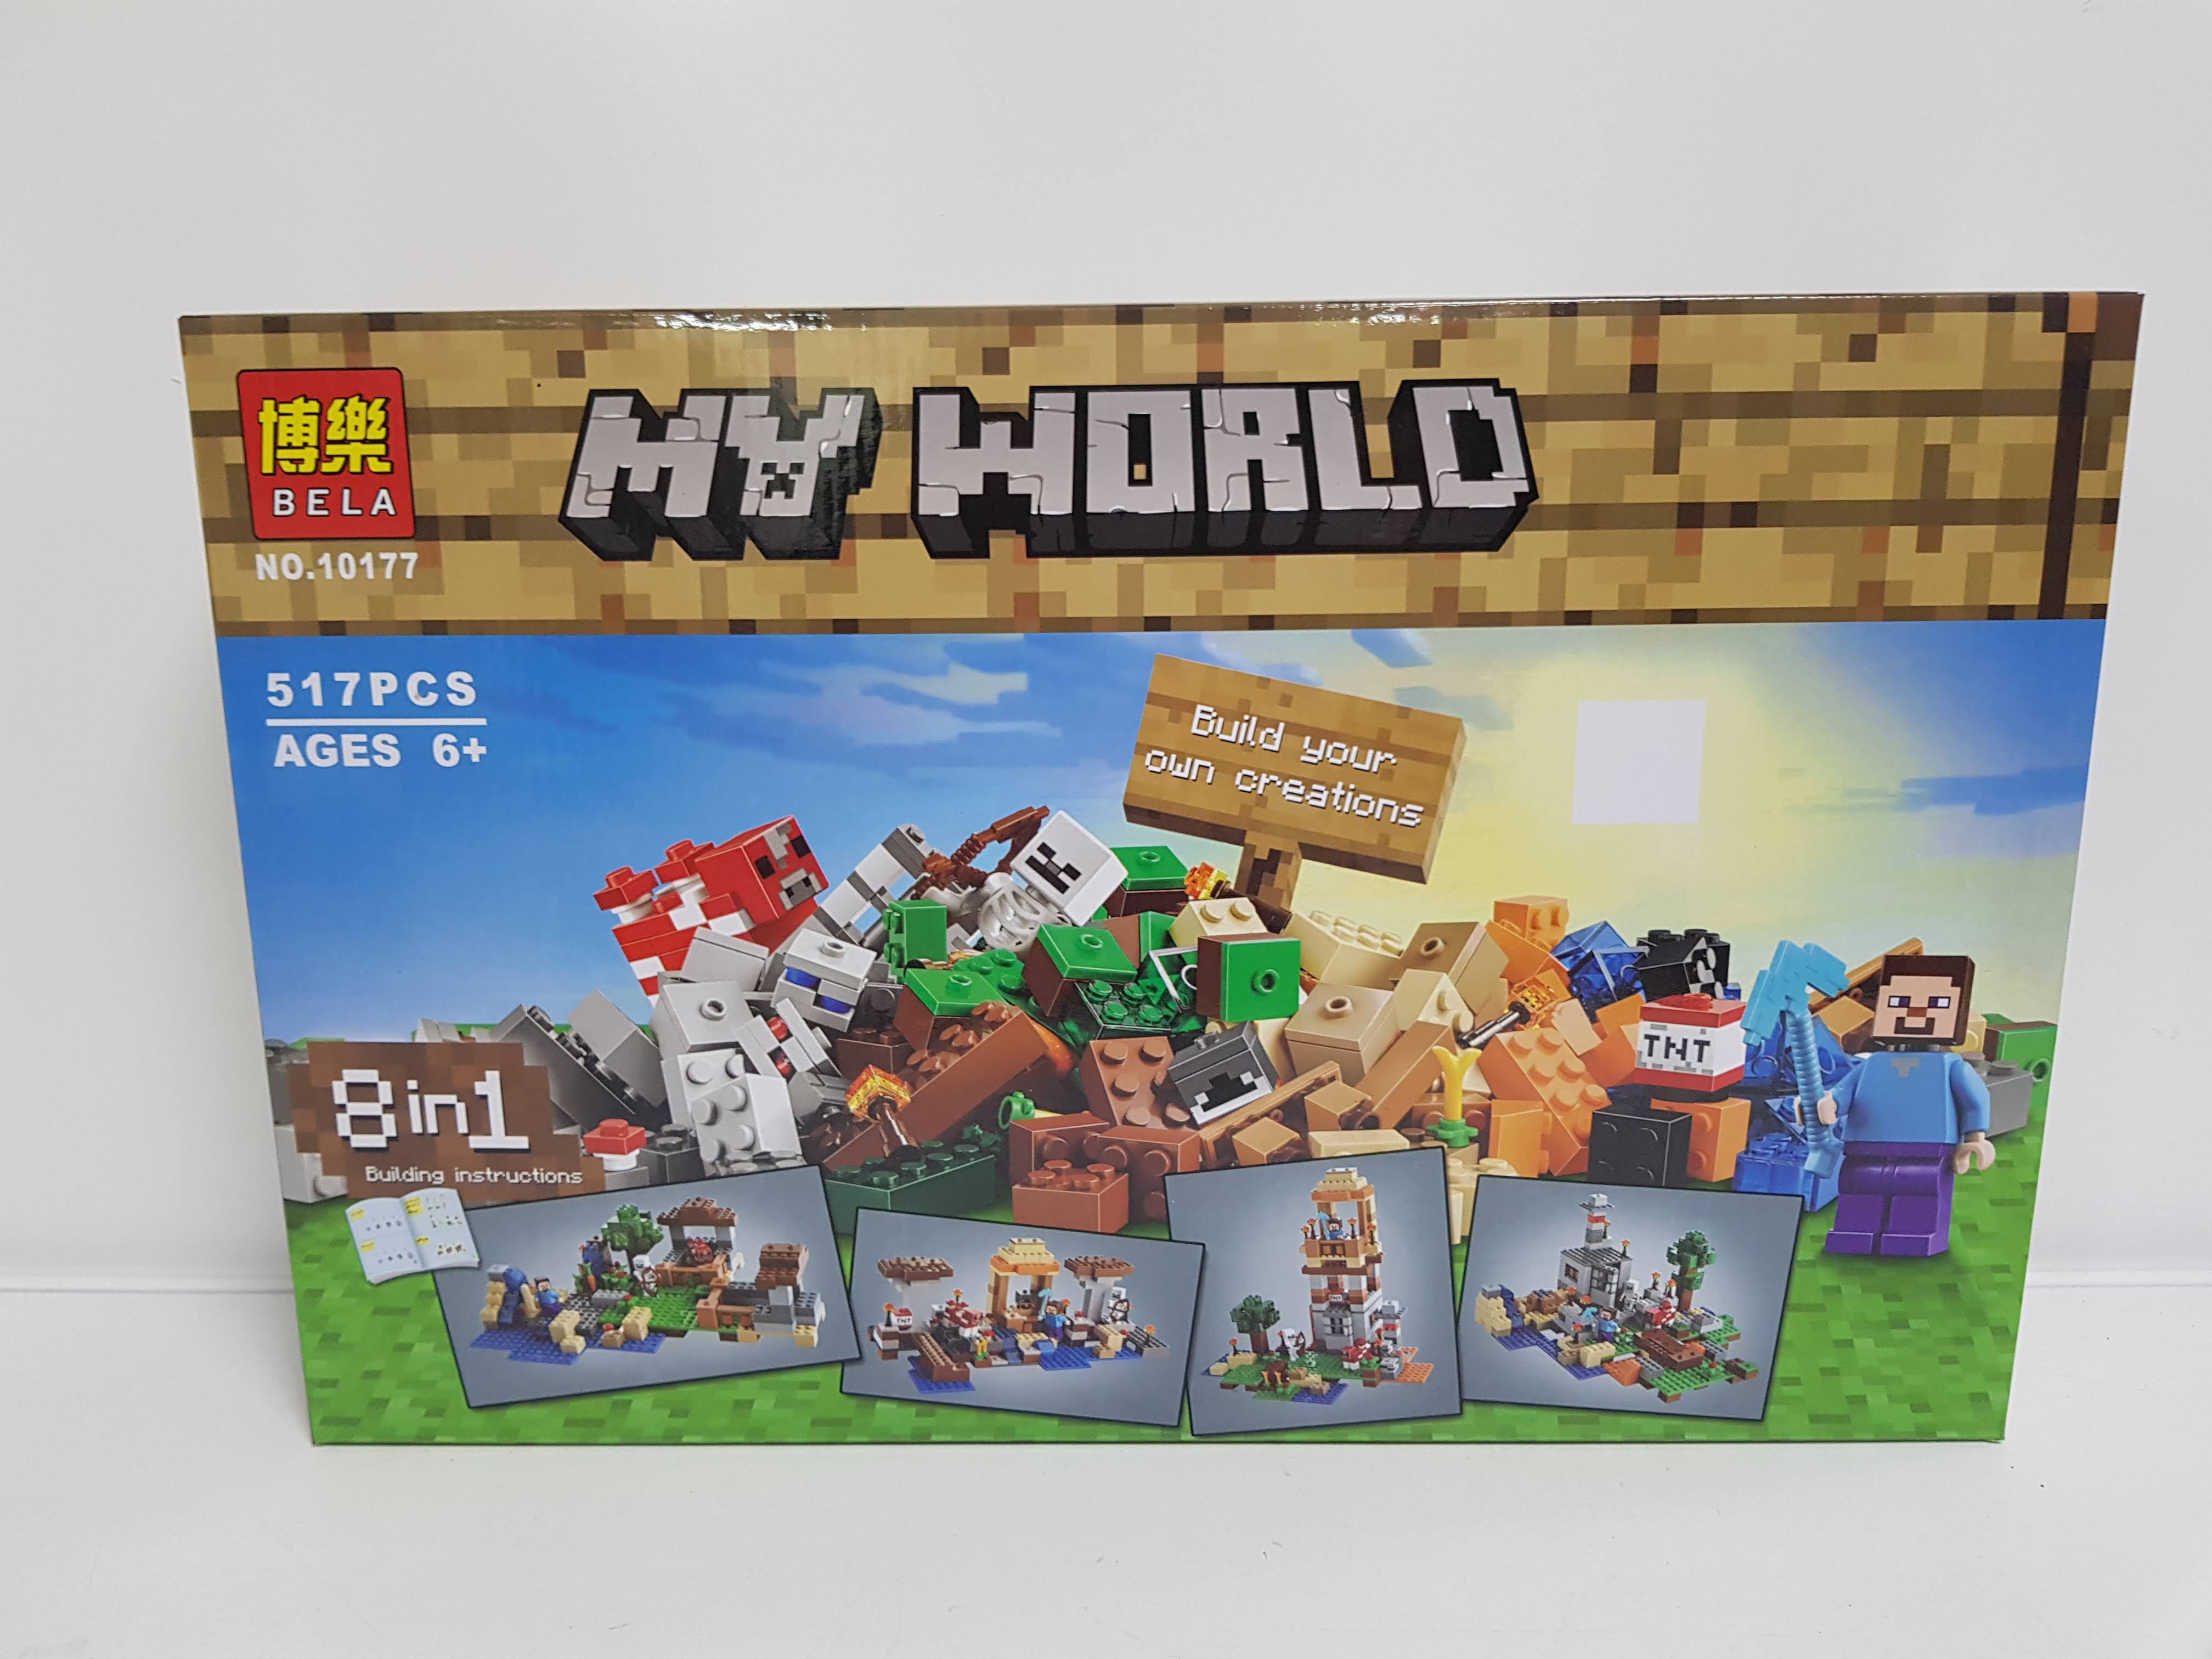 博樂
BELA
NO.10177
MY WORLD
517PCS
AGES 6+
Build your
own creations
TNT
8in1
Building instructions